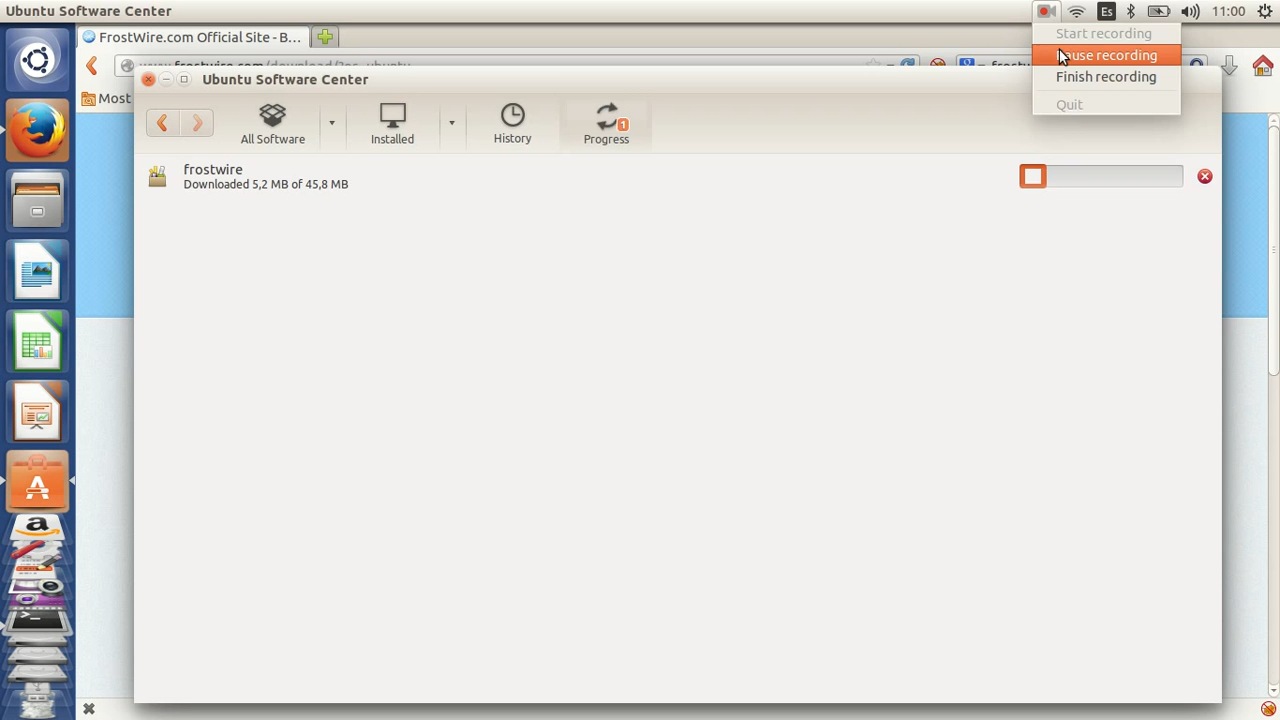 Ubuntu Software Center
Es
11:00
FrostWire.com Official Site - B...
Start recording
ause recording
Finish recording
Quit
Ubuntu Software Center
Most
All Software
Installed
History
Progress
1
frostwire
Downloaded 5,2 MB of 45,8 MB